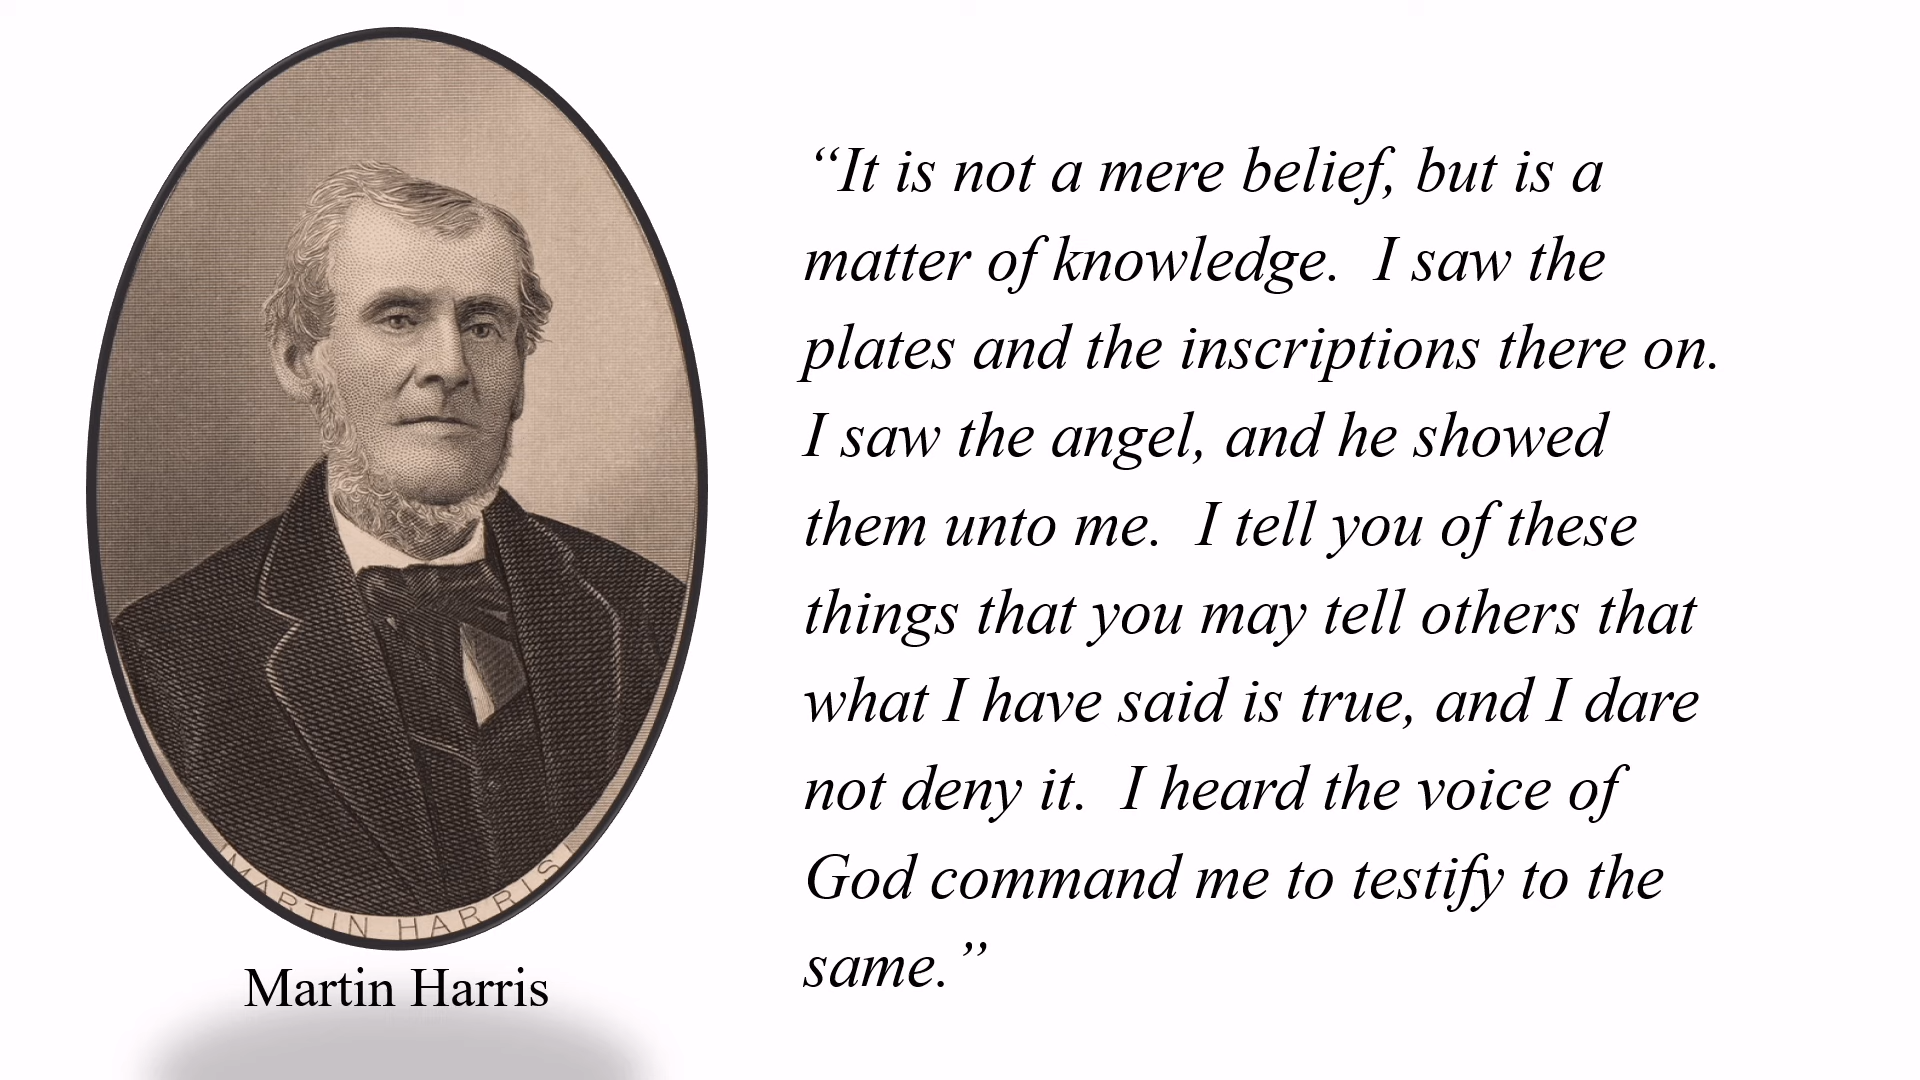 “It is not a mere belief, but is a
matter of knowledge.  I saw the
plates and the inscriptions there on.
I saw the angel, and he showed
them unto me.  I tell you of these
things that you may tell others that
what I have said is true, and I dare
not deny it.  I heard the voice of
God command me to testify to the
same.”
MARTIN HARRIS
Martin Harris